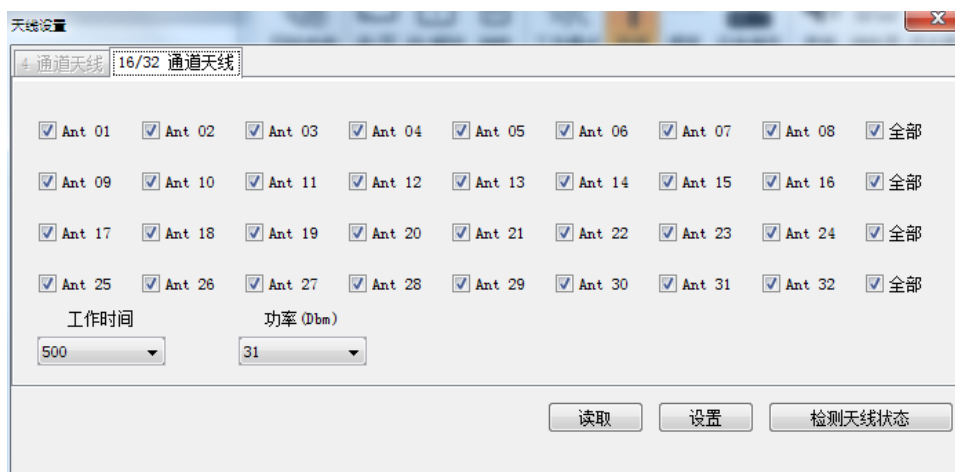 天线设置
4 通道天线 16/32 通道天线
Ant 01 Ant 02 Ant 03 Ant 04 Ant 05 Ant 06 Ant 07 Ant 08 全部
Ant 09 Ant 10 Ant 11 Ant 12 Ant 13 Ant 14 Ant 15 Ant 16 全部
Ant 17 Ant 18 Ant 19 Ant 20 Ant 21 Ant 22 Ant 23 Ant 24 全部
Ant 25 Ant 26 Ant 27 Ant 28 Ant 29 Ant 30 Ant 31 Ant 32 全部
工作时间 功率(Dbm)
500 31
读取 设置 检测天线状态